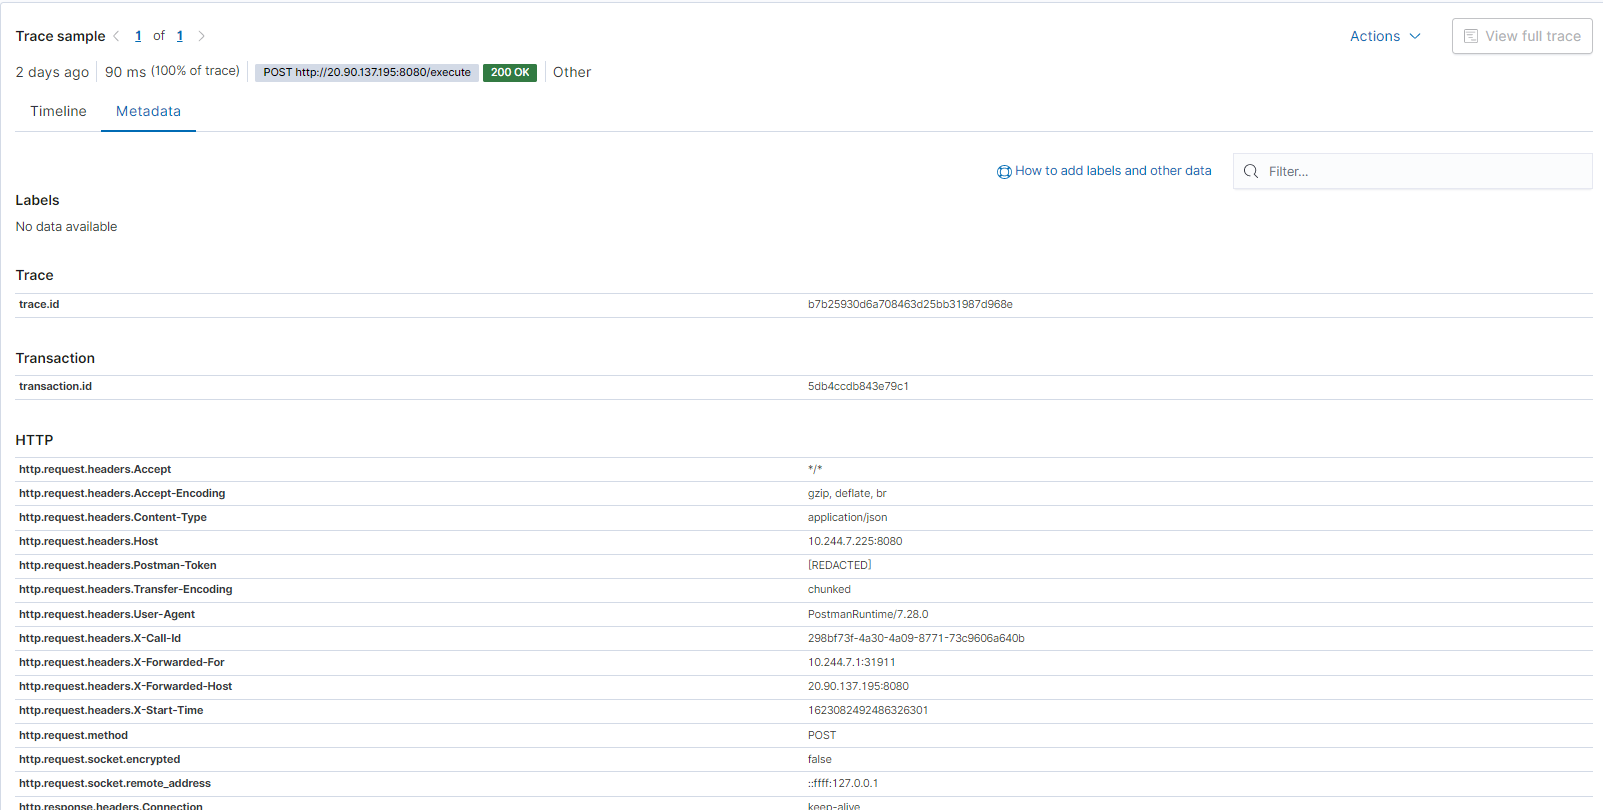 Trace sample 1 of 1 Actions View full trace
2 days ago 90 ms (100% of trace) POST http://20.90.137.195:8080/execute 200 OK Other
Timeline Metadata
How to add labels and other data Filter...
Labels
No data available
Trace
trace.id b7b25930d6a708463d25bb31987d968e
Transaction
transaction.id 5db4ccdb843e79c1
HTTP
http.request.headers.Accept */*
http.request.headers.Accept-Encoding gzip, deflate, br
http.request.headers.Content-Type application/json
http.request.headers.Host 10.244.7.225:8080
http.request.headers.Postman-Token [REDACTED]
http.request.headers.Transfer-Encoding chunked
http.request.headers.User-Agent PostmanRuntime/7.28.0
http.request.headers.X-Call-Id 298bf73f-4a30-4a09-8771-73c9606a640b
http.request.headers.X-Forwarded-For 10.244.7.1:31911
http.request.headers.X-Forwarded-Host 20.90.137.195:8080
http.request.headers.X-Start-Time 1623082492486326301
http.request.method POST
http.request.socket.encrypted false
http.request.socket.remote_address ::ffff:127.0.0.1
http.response.headers.Connection keep-alive